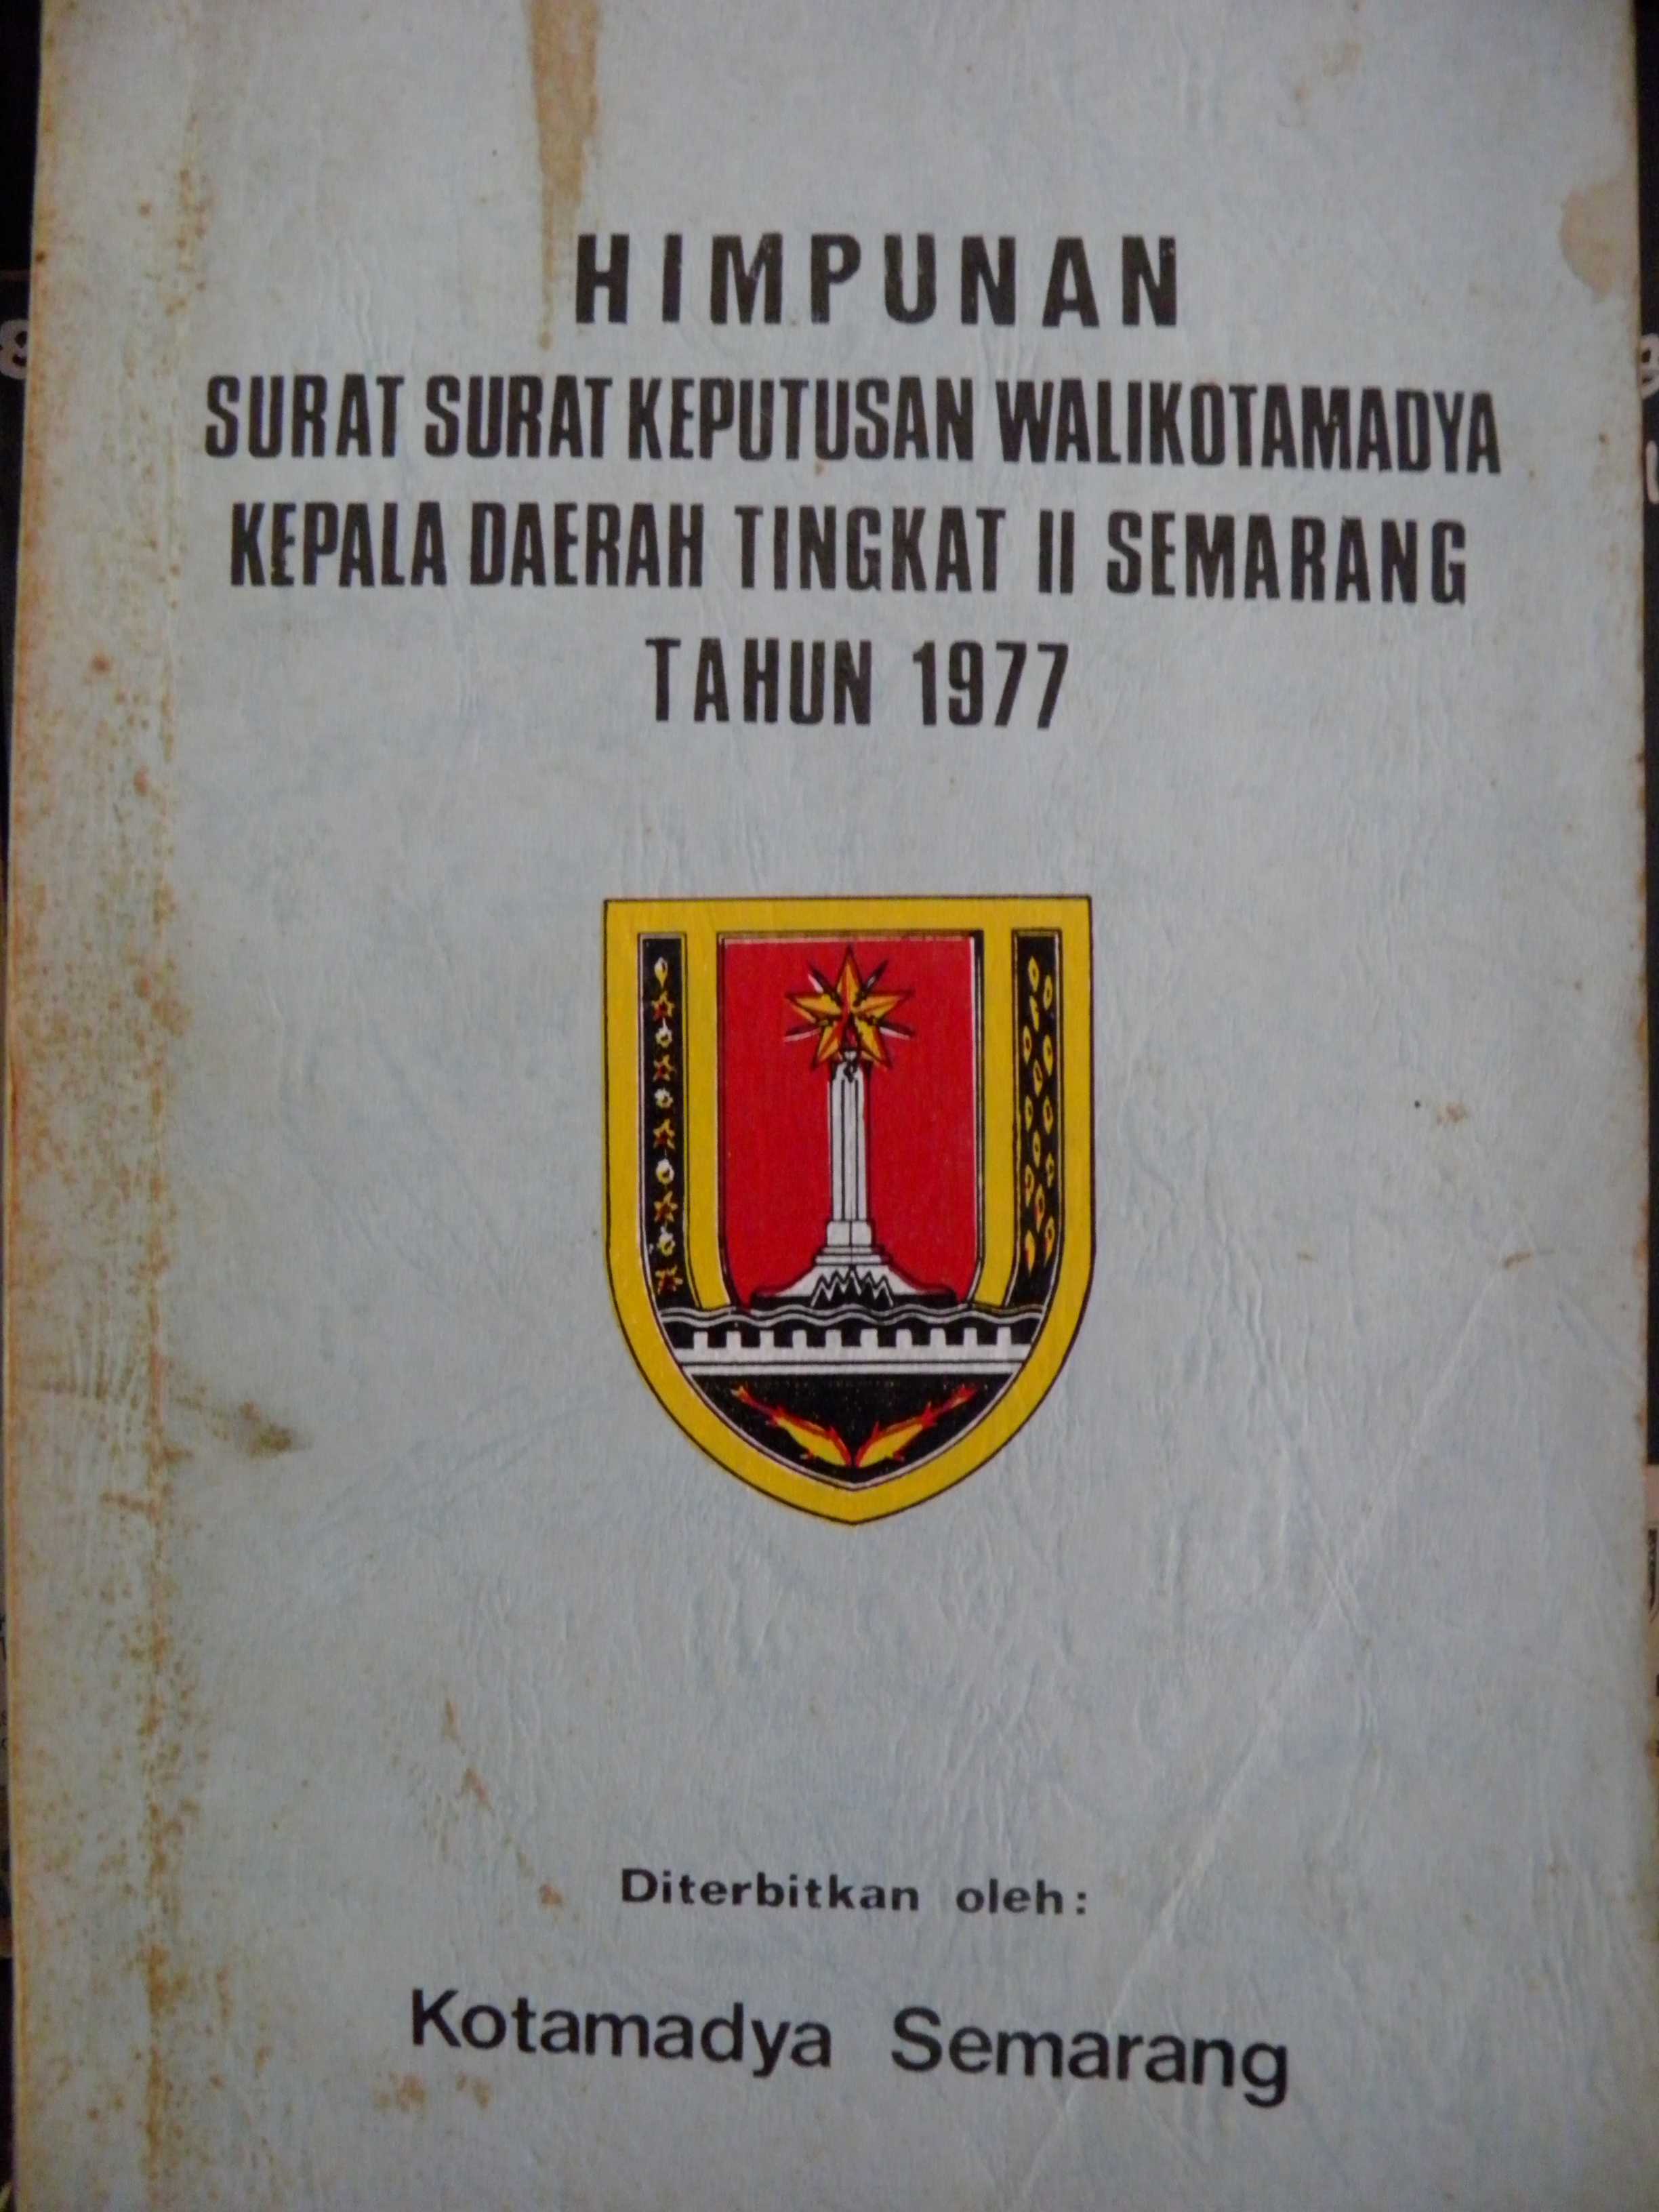 HIMPUNAN
SURAT SURAT KEPUTUSAN WALIKOTAMADYA
KEPALA DAERAH TINGKAT II SEMARANG
TAHUN 1977
Diterbitkan oleh:
Kotamadya Semarang